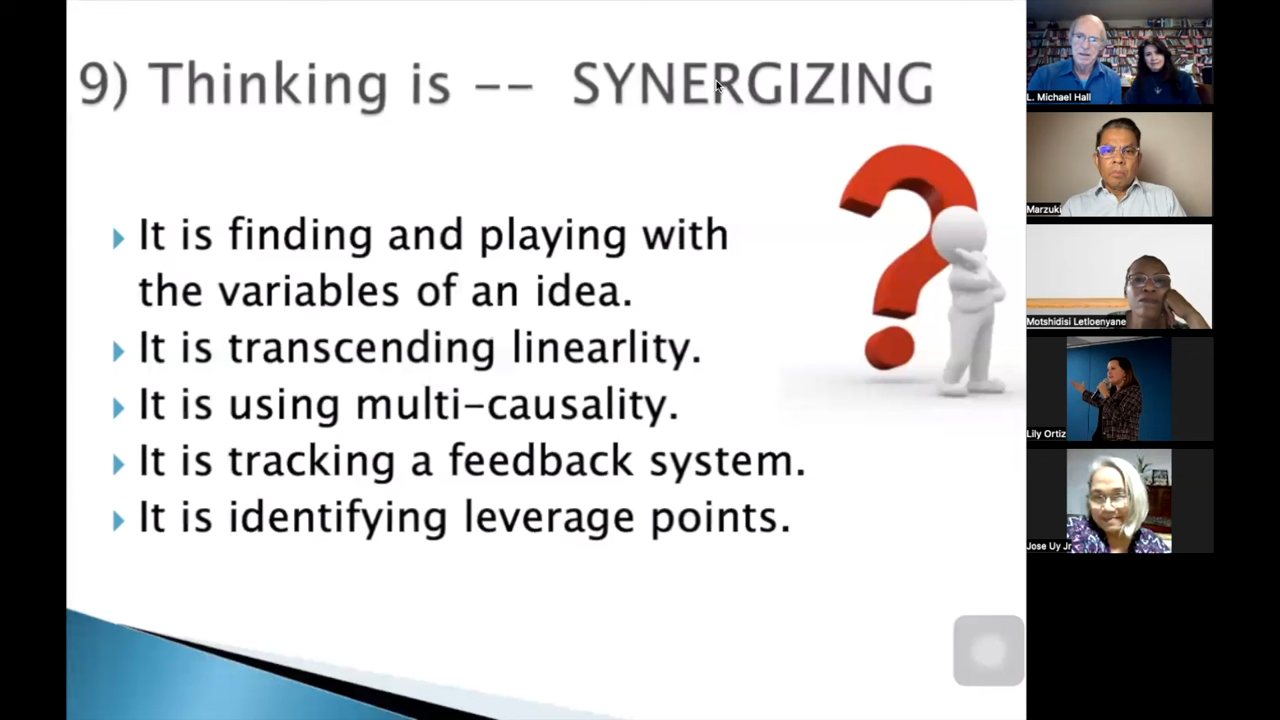 9) Thinking is -- SYNERGIZING
It is finding and playing with
the variables of an idea.
It is transcending linearlity.
It is using multi-causality.
It is tracking a feedback system.
It is identifying leverage points.
L. Michael Hall
Marzuki
Motshidisi Letloenyane
Lily Ortiz
Jose Uy Jr